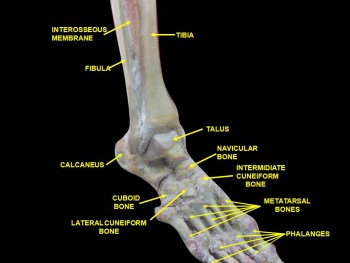 INTEROSSEOUS
MEMBRANE
TIBIA
FIBULA
TALUS
NAVICULAR
BONE
CALCANEUS
INTERMIDIATE
CUNEIFORM
BONE
CUBOID
BONE
METATARSAL
BONES
LATERAL CUNEIFORM
BONE
PHALANGES